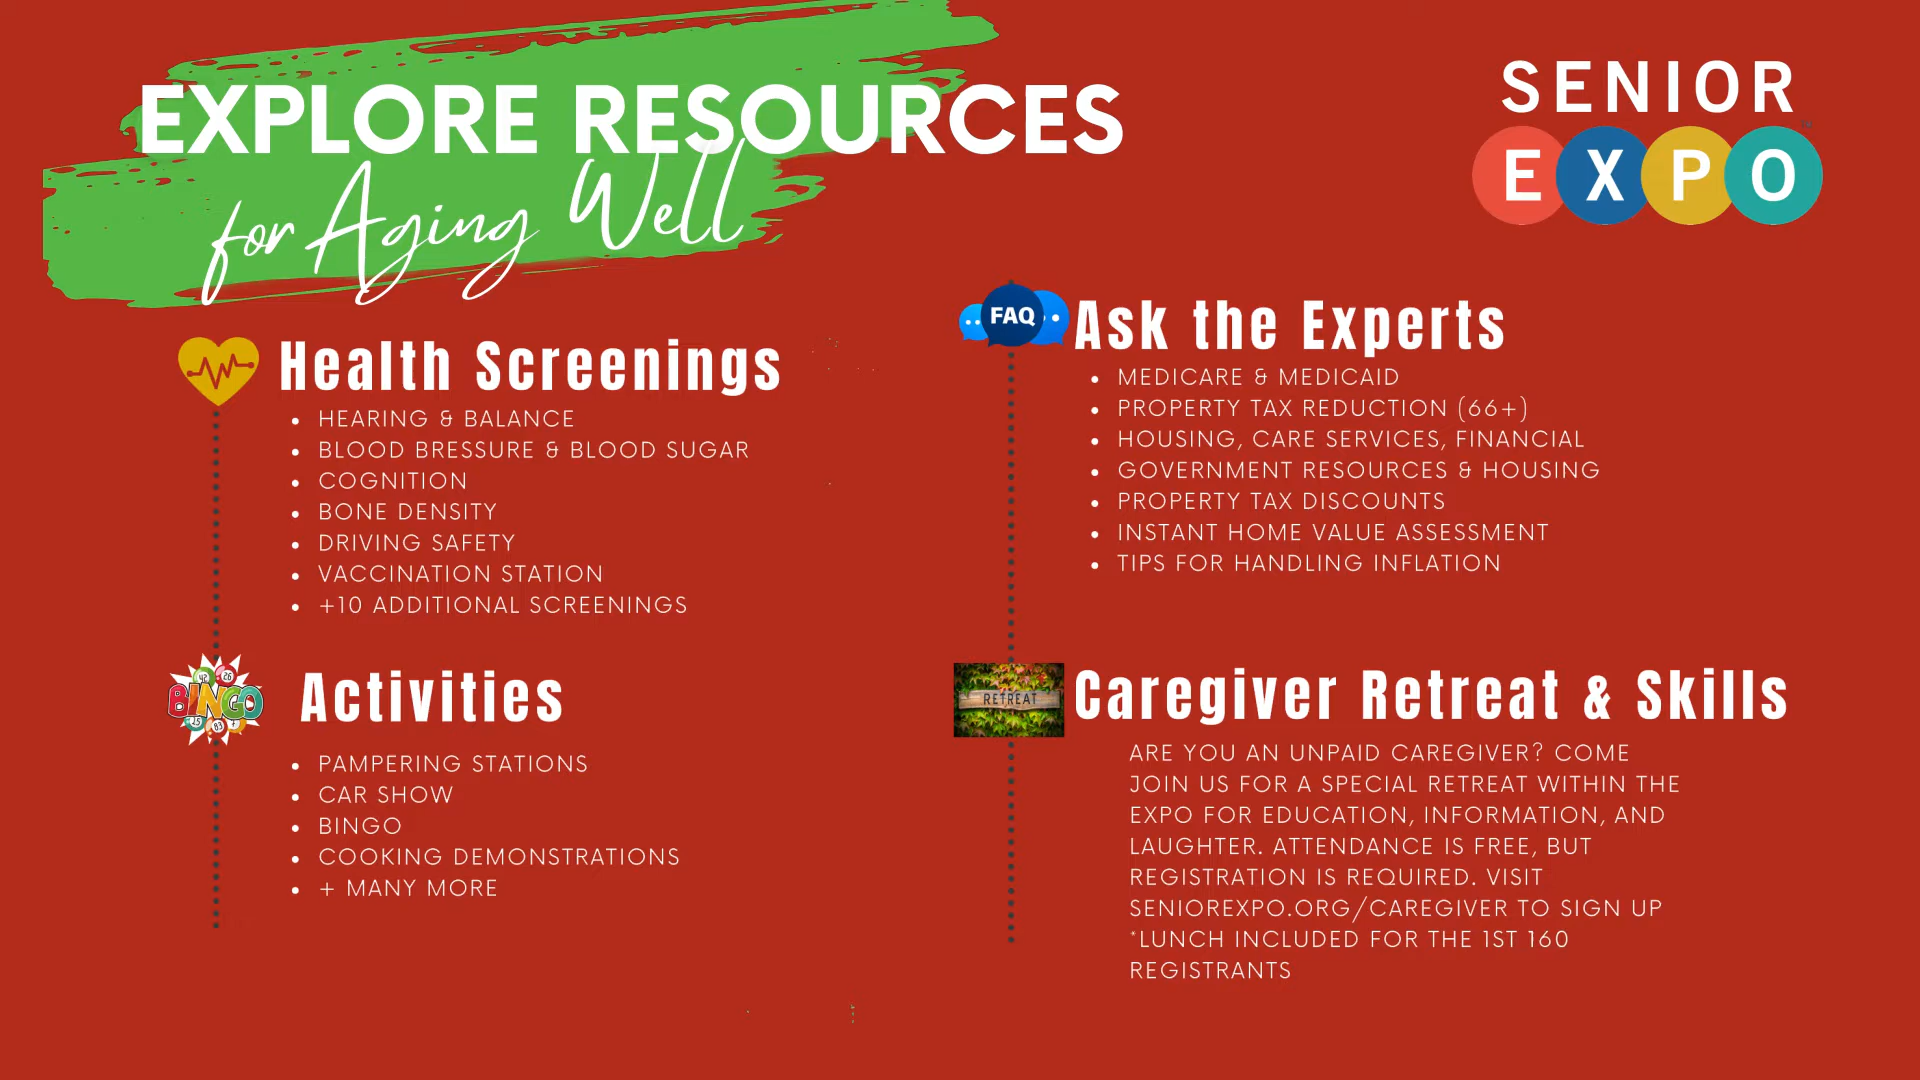 EXPLORE RESOURCES
for Aging Well
SENIOR
EXPO
Health Screenings
• HEARING & BALANCE
• BLOOD BRESSURE & BLOOD SUGAR
• COGNITION
• BONE DENSITY
• DRIVING SAFETY
• VACCINATION STATION
• +10 ADDITIONAL SCREENINGS
BINGO
42 26
83
Activities
• PAMPERING STATIONS
• CAR SHOW
• BINGO
• COOKING DEMONSTRATIONS
• + MANY MORE
FAQ
Ask the Experts
• MEDICARE & MEDICAID
• PROPERTY TAX REDUCTION (66+)
• HOUSING, CARE SERVICES, FINANCIAL
• GOVERNMENT RESOURCES & HOUSING
• PROPERTY TAX DISCOUNTS
• INSTANT HOME VALUE ASSESSMENT
• TIPS FOR HANDLING INFLATION
RETREAT
Caregiver Retreat & Skills
ARE YOU AN UNPAID CAREGIVER? COME
JOIN US FOR A SPECIAL RETREAT WITHIN THE
EXPO FOR EDUCATION, INFORMATION, AND
LAUGHTER. ATTENDANCE IS FREE, BUT
REGISTRATION IS REQUIRED. VISIT
SENIOREXPO.ORG/CAREGIVER TO SIGN UP
*LUNCH INCLUDED FOR THE 1ST 160
REGISTRANTS